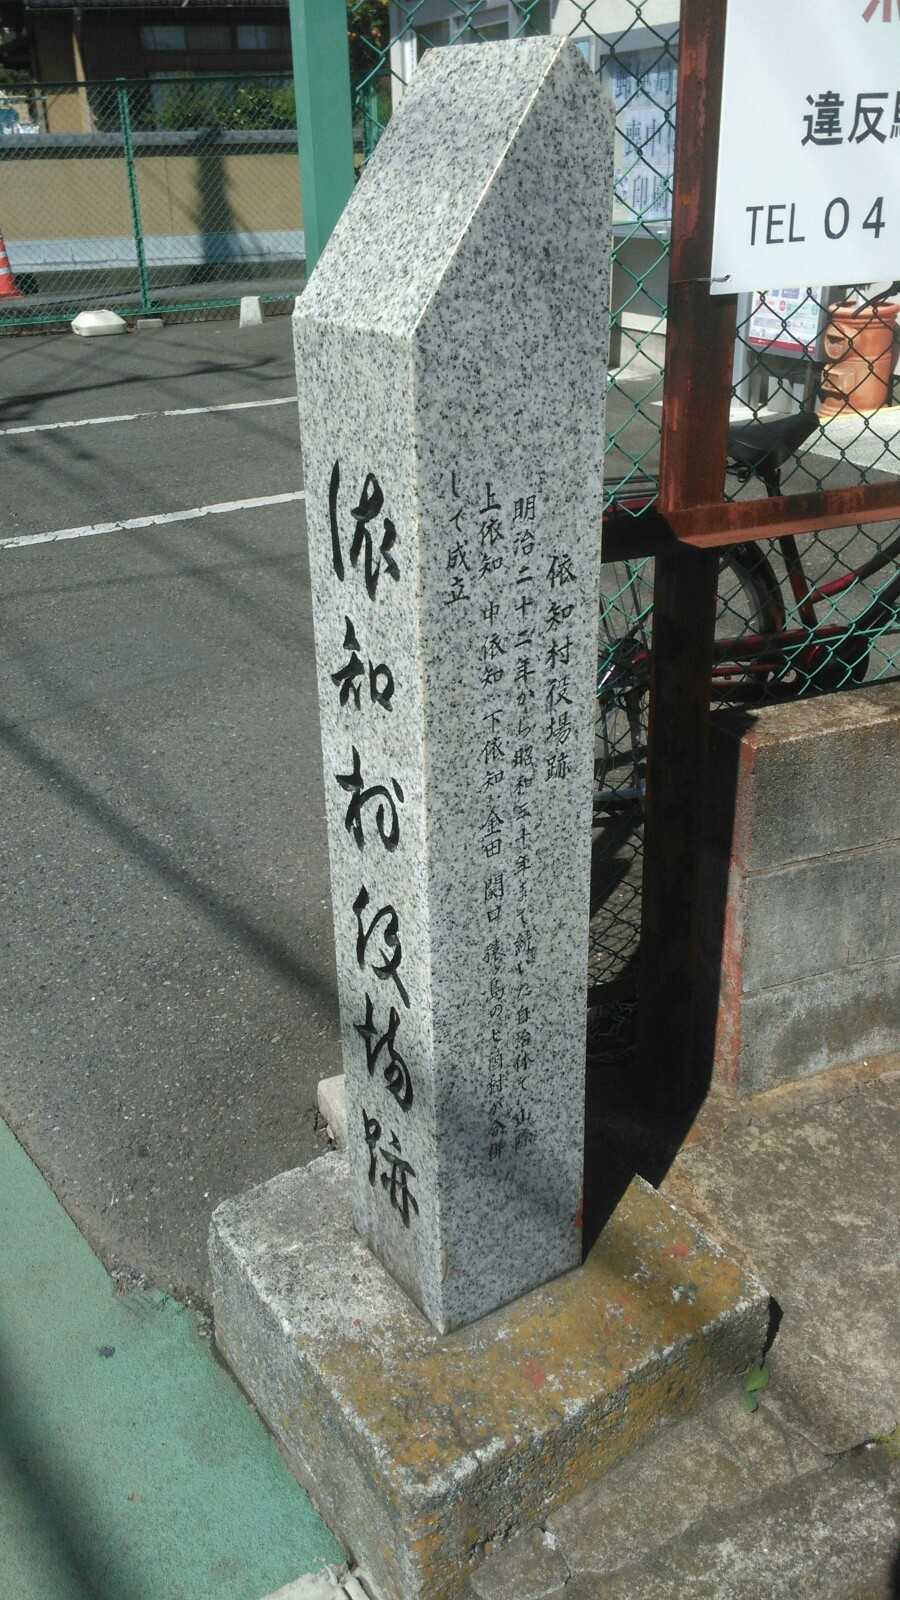 依知村役場跡
依知村役場跡
明治二十二年から昭和三十年まで続いた自治体で 山際
上依知 中依知 下依知 金田 関口 猿ヶ島の七箇村が合併
して成立
違反駐
TEL 04